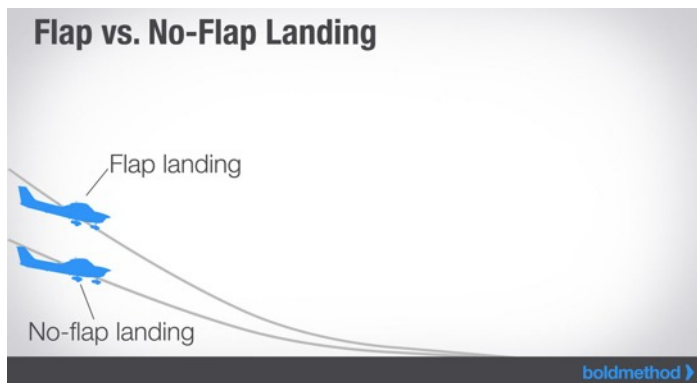 Flap vs. No-Flap Landing
Flap landing
No-flap landing
boldmethod